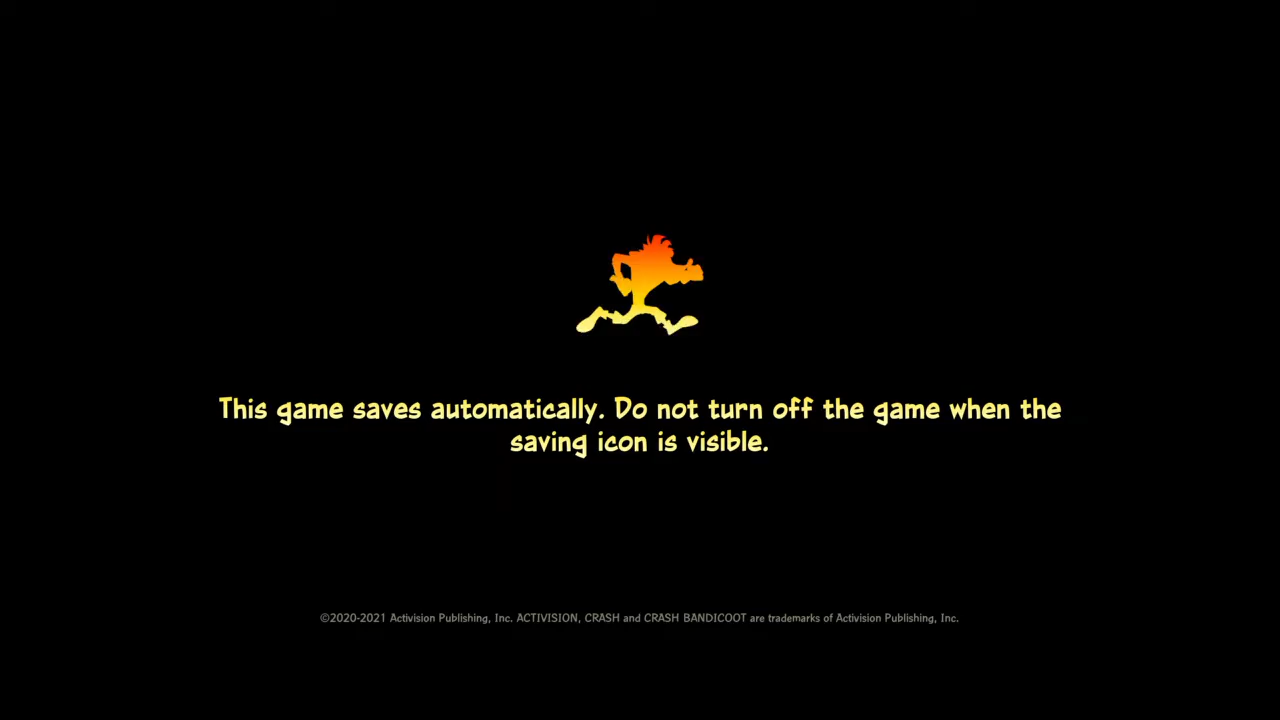 This game saves automatically. Do not turn off the game when the
saving icon is visible.
©2020-2021 Activision Publishing, Inc. ACTIVISION, CRASH and CRASH BANDICOOT are trademarks of Activision Publishing, Inc.